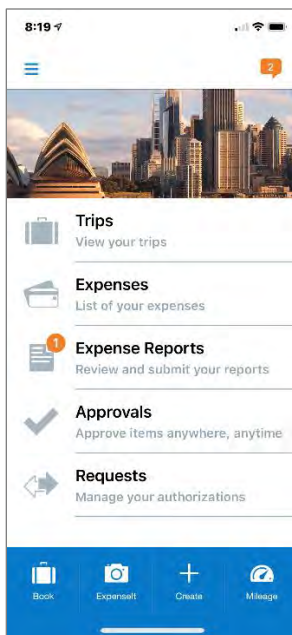 8:19
2
Trips
View your trips
Expenses
List of your expenses
1
Expense Reports
Review and submit your reports
Approvals
Approve items anywhere, anytime
Requests
Manage your authorizations
Book
ExpenseIt
Create
Mileage